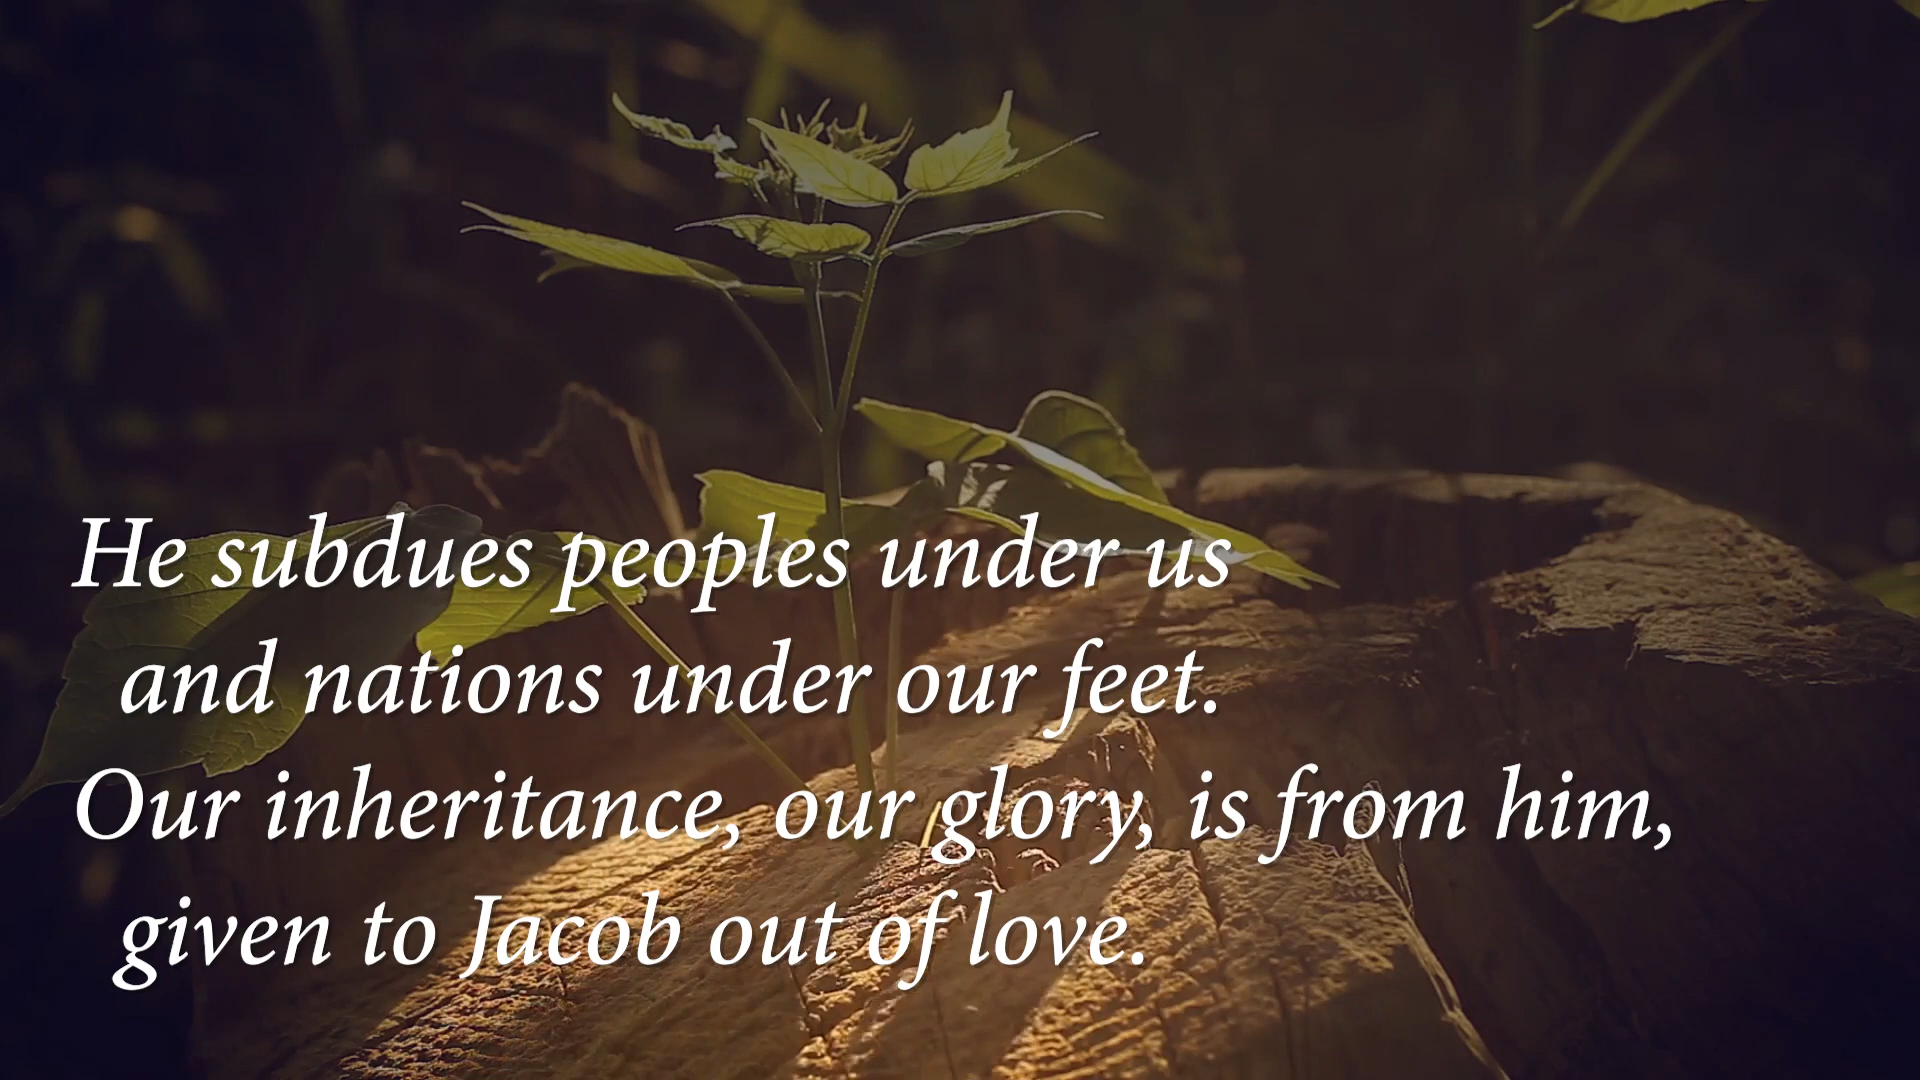 He subdues peoples under us
and nations under our feet.
Our inheritance, our glory, is from him,
given to Jacob out of love.